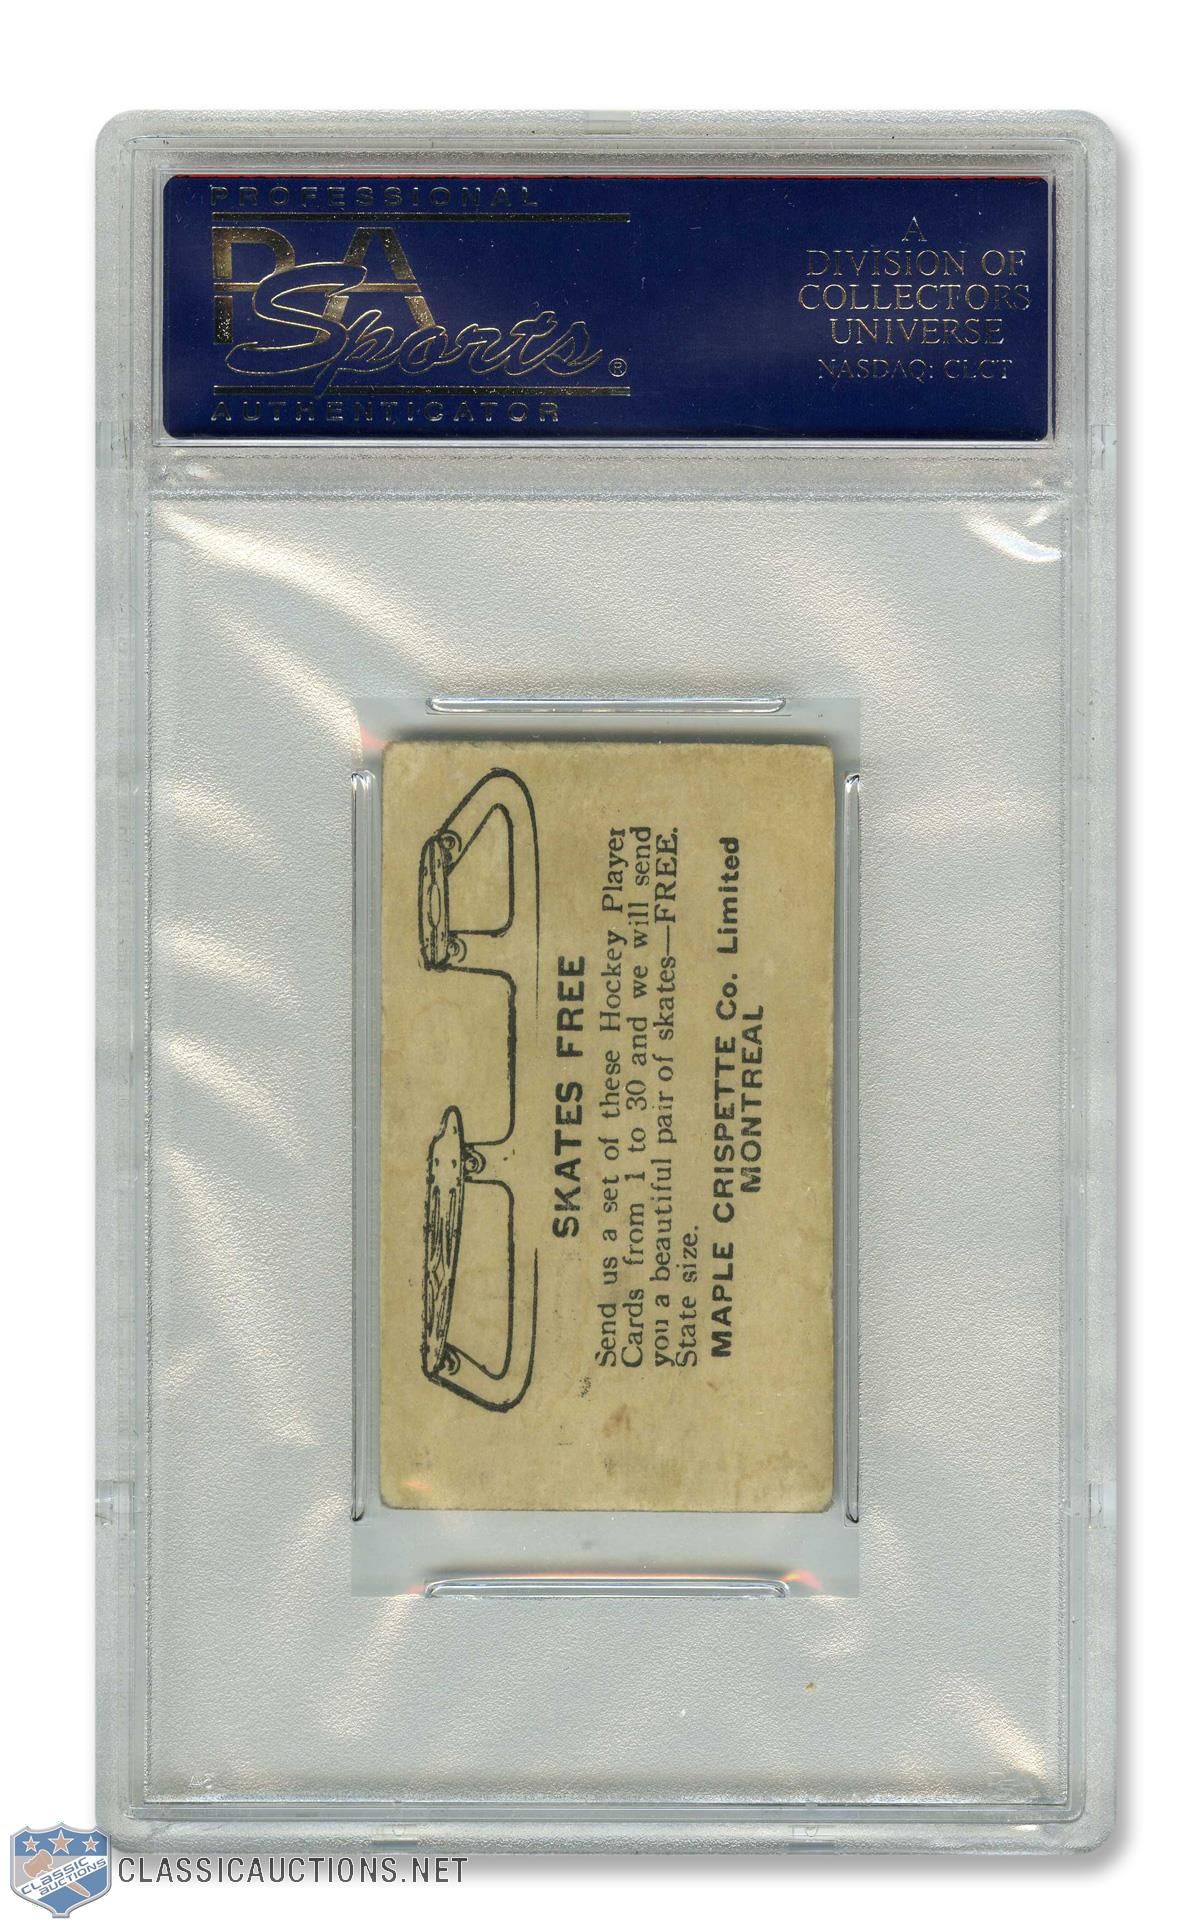 PROFESSIONAL
PSA
Sports®
AUTHENTICATOR
A
DIVISION OF
COLLECTORS
UNIVERSE
NASDAQ: CLCT
SKATES FREE
Send us a set of these Hockey Player
Cards from 1 to 30 and we will send
you a beautiful pair of skates—FREE.
State size.
MAPLE CRISPETTE Co. Limited
MONTREAL
CLASSIC
AUCTIONS
CLASSICAUCTIONS.NET